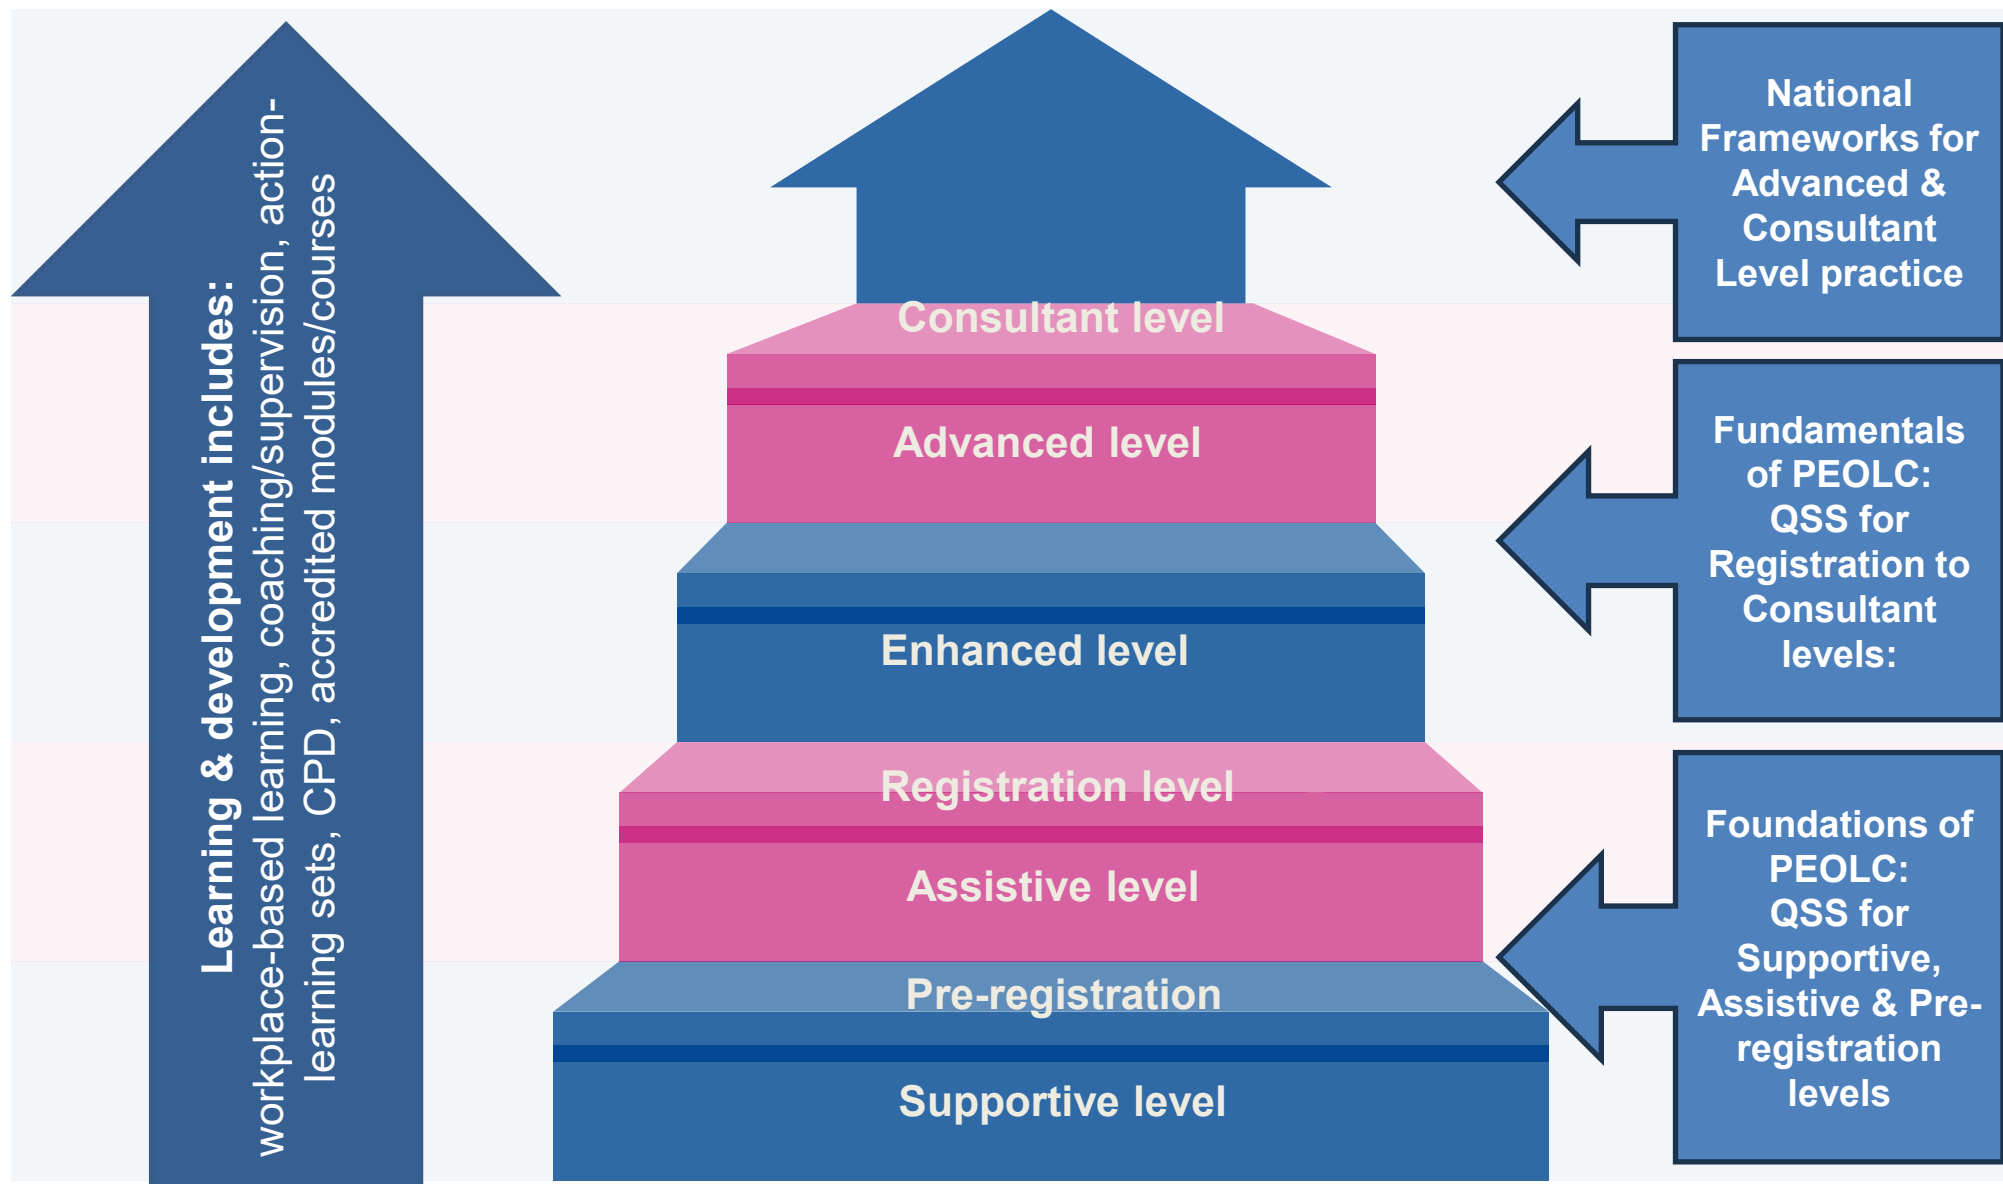 Learning & development includes:
workplace-based learning, coaching/supervision, action-
learning sets, CPD, accredited modules/courses
Consultant level
Advanced level
Enhanced level
Registration level
Assistive level
Pre-registration
Supportive level
National
Frameworks for
Advanced &
Consultant
Level practice
Fundamentals
of PEOLC:
QSS for
Registration to
Consultant
levels:
Foundations of
PEOLC:
QSS for
Supportive,
Assistive & Pre-
registration
levels